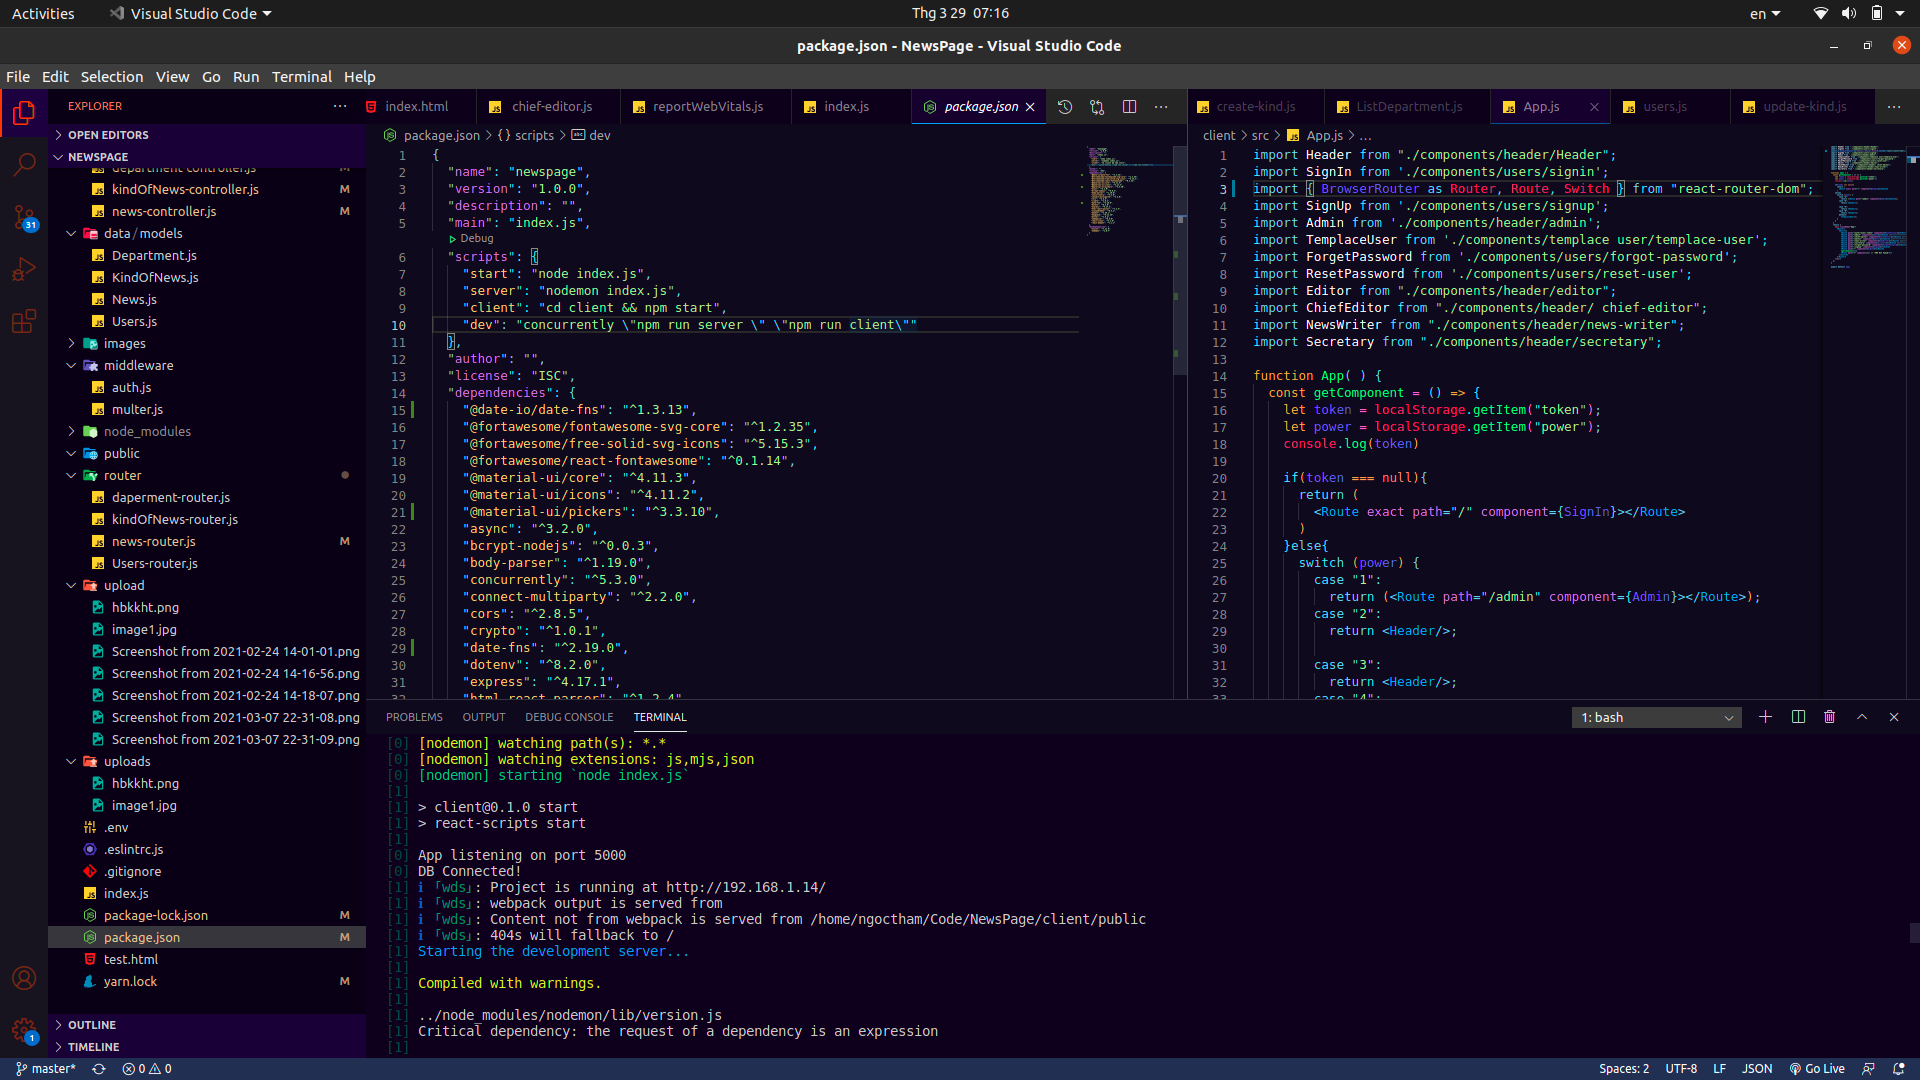 Activities
Visual Studio Code
Thg 3 29 07:16
en
package.json - NewsPage - Visual Studio Code
File Edit Selection View Go Run Terminal Help
EXPLORER
OPEN EDITORS
NEWSPAGE
department-controller.js M
kindOfNews-controller.js M
news-controller.js M
data/models
Department.js
KindOfNews.js
News.js
Users.js
images
middleware
auth.js
multer.js
node_modules
public
router
daperment-router.js
kindOfNews-router.js
news-router.js M
Users-router.js
upload
hbkkht.png
image1.jpg
Screenshot from 2021-02-24 14-01-01.png
Screenshot from 2021-02-24 14-16-56.png
Screenshot from 2021-02-24 14-18-07.png
Screenshot from 2021-03-07 22-31-08.png
Screenshot from 2021-03-07 22-31-09.png
uploads
hbkkht.png
image1.jpg
.env
.eslintrc.js
.gitignore
index.js
package-lock.json M
package.json M
test.html
yarn.lock M
OUTLINE
TIMELINE
31
1
index.html chief-editor.js reportWebVitals.js index.js package.json
package.json > {} scripts > abc dev
1 {
2 "name": "newspage",
3 "version": "1.0.0",
4 "description": "",
5 "main": "index.js",
Debug
6 "scripts": {
7 "start": "node index.js",
8 "server": "nodemon index.js",
9 "client": "cd client && npm start",
10 "dev": "concurrently \"npm run server \" \"npm run client\""
11 },
12 "author": "",
13 "license": "ISC",
14 "dependencies": {
15 "@date-io/date-fns": "^1.3.13",
16 "@fortawesome/fontawesome-svg-core": "^1.2.35",
17 "@fortawesome/free-solid-svg-icons": "^5.15.3",
18 "@fortawesome/react-fontawesome": "^0.1.14",
19 "@material-ui/core": "^4.11.3",
20 "@material-ui/icons": "^4.11.2",
21 "@material-ui/pickers": "^3.3.10",
22 "async": "^3.2.0",
23 "bcrypt-nodejs": "^0.0.3",
24 "body-parser": "^1.19.0",
25 "concurrently": "^5.3.0",
26 "connect-multiparty": "^2.2.0",
27 "cors": "^2.8.5",
28 "crypto": "^1.0.1",
29 "date-fns": "^2.19.0",
30 "dotenv": "^8.2.0",
31 "express": "^4.17.1",
32 "html-react-parser": "^1.2.4",
create-kind.js ListDepartment.js App.js users.js update-kind.js
client > src > App.js > ...
1 import Header from "./components/header/Header";
2 import SignIn from './components/users/signin';
3 import { BrowserRouter as Router, Route, Switch } from "react-router-dom";
4 import SignUp from './components/users/signup';
5 import Admin from './components/header/admin';
6 import TemplaceUser from './components/templace user/templace-user';
7 import ForgetPassword from './components/users/forgot-password';
8 import ResetPassword from './components/users/reset-user';
9 import Editor from "./components/header/editor";
10 import ChiefEditor from "./components/header/ chief-editor";
11 import NewsWriter from "./components/header/news-writer";
12 import Secretary from "./components/header/secretary";
13
14 function App( ) {
15 const getComponent = () => {
16 let token = localStorage.getItem("token");
17 let power = localStorage.getItem("power");
18 console.log(token)
19
20 if(token === null){
21 return (
22 <Route exact path="/" component={SignIn}></Route>
23 )
24 }else{
25 switch (power) {
26 case "1":
27 return (<Route path="/admin" component={Admin}></Route>);
28 case "2":
29 return <Header/>;
30
31 case "3":
32 return <Header/>;
33 case "4":
PROBLEMS OUTPUT DEBUG CONSOLE TERMINAL
1: bash
[0] [nodemon] watching path(s): *.*
[0] [nodemon] watching extensions: js,mjs,json
[0] [nodemon] starting `node index.js`
[1]
[1] > client@0.1.0 start
[1] > react-scripts start
[1]
[0] App listening on port 5000
[0] DB Connected!
[1] ℹ ｢wds｣: Project is running at http://192.168.1.14/
[1] ℹ ｢wds｣: webpack output is served from
[1] ℹ ｢wds｣: Content not from webpack is served from /home/ngoctham/Code/NewsPage/client/public
[1] ℹ ｢wds｣: 404s will fallback to /
[1] Starting the development server...
[1]
[1] Compiled with warnings.
[1]
[1] ../node_modules/nodemon/lib/version.js
[1] Critical dependency: the request of a dependency is an expression
[1]
master* 0 0
Spaces: 2 UTF-8 LF JSON Go Live